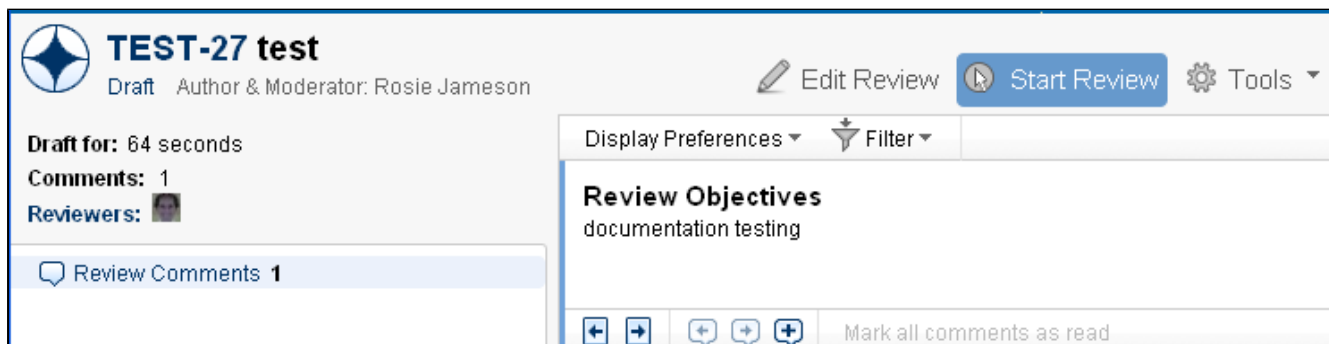 TEST-27 test
Draft Author & Moderator: Rosie Jameson
Edit Review Start Review Tools
Draft for: 64 seconds
Comments: 1
Reviewers:
Review Comments 1
Display Preferences Filter
Review Objectives
documentation testing
Mark all comments as read